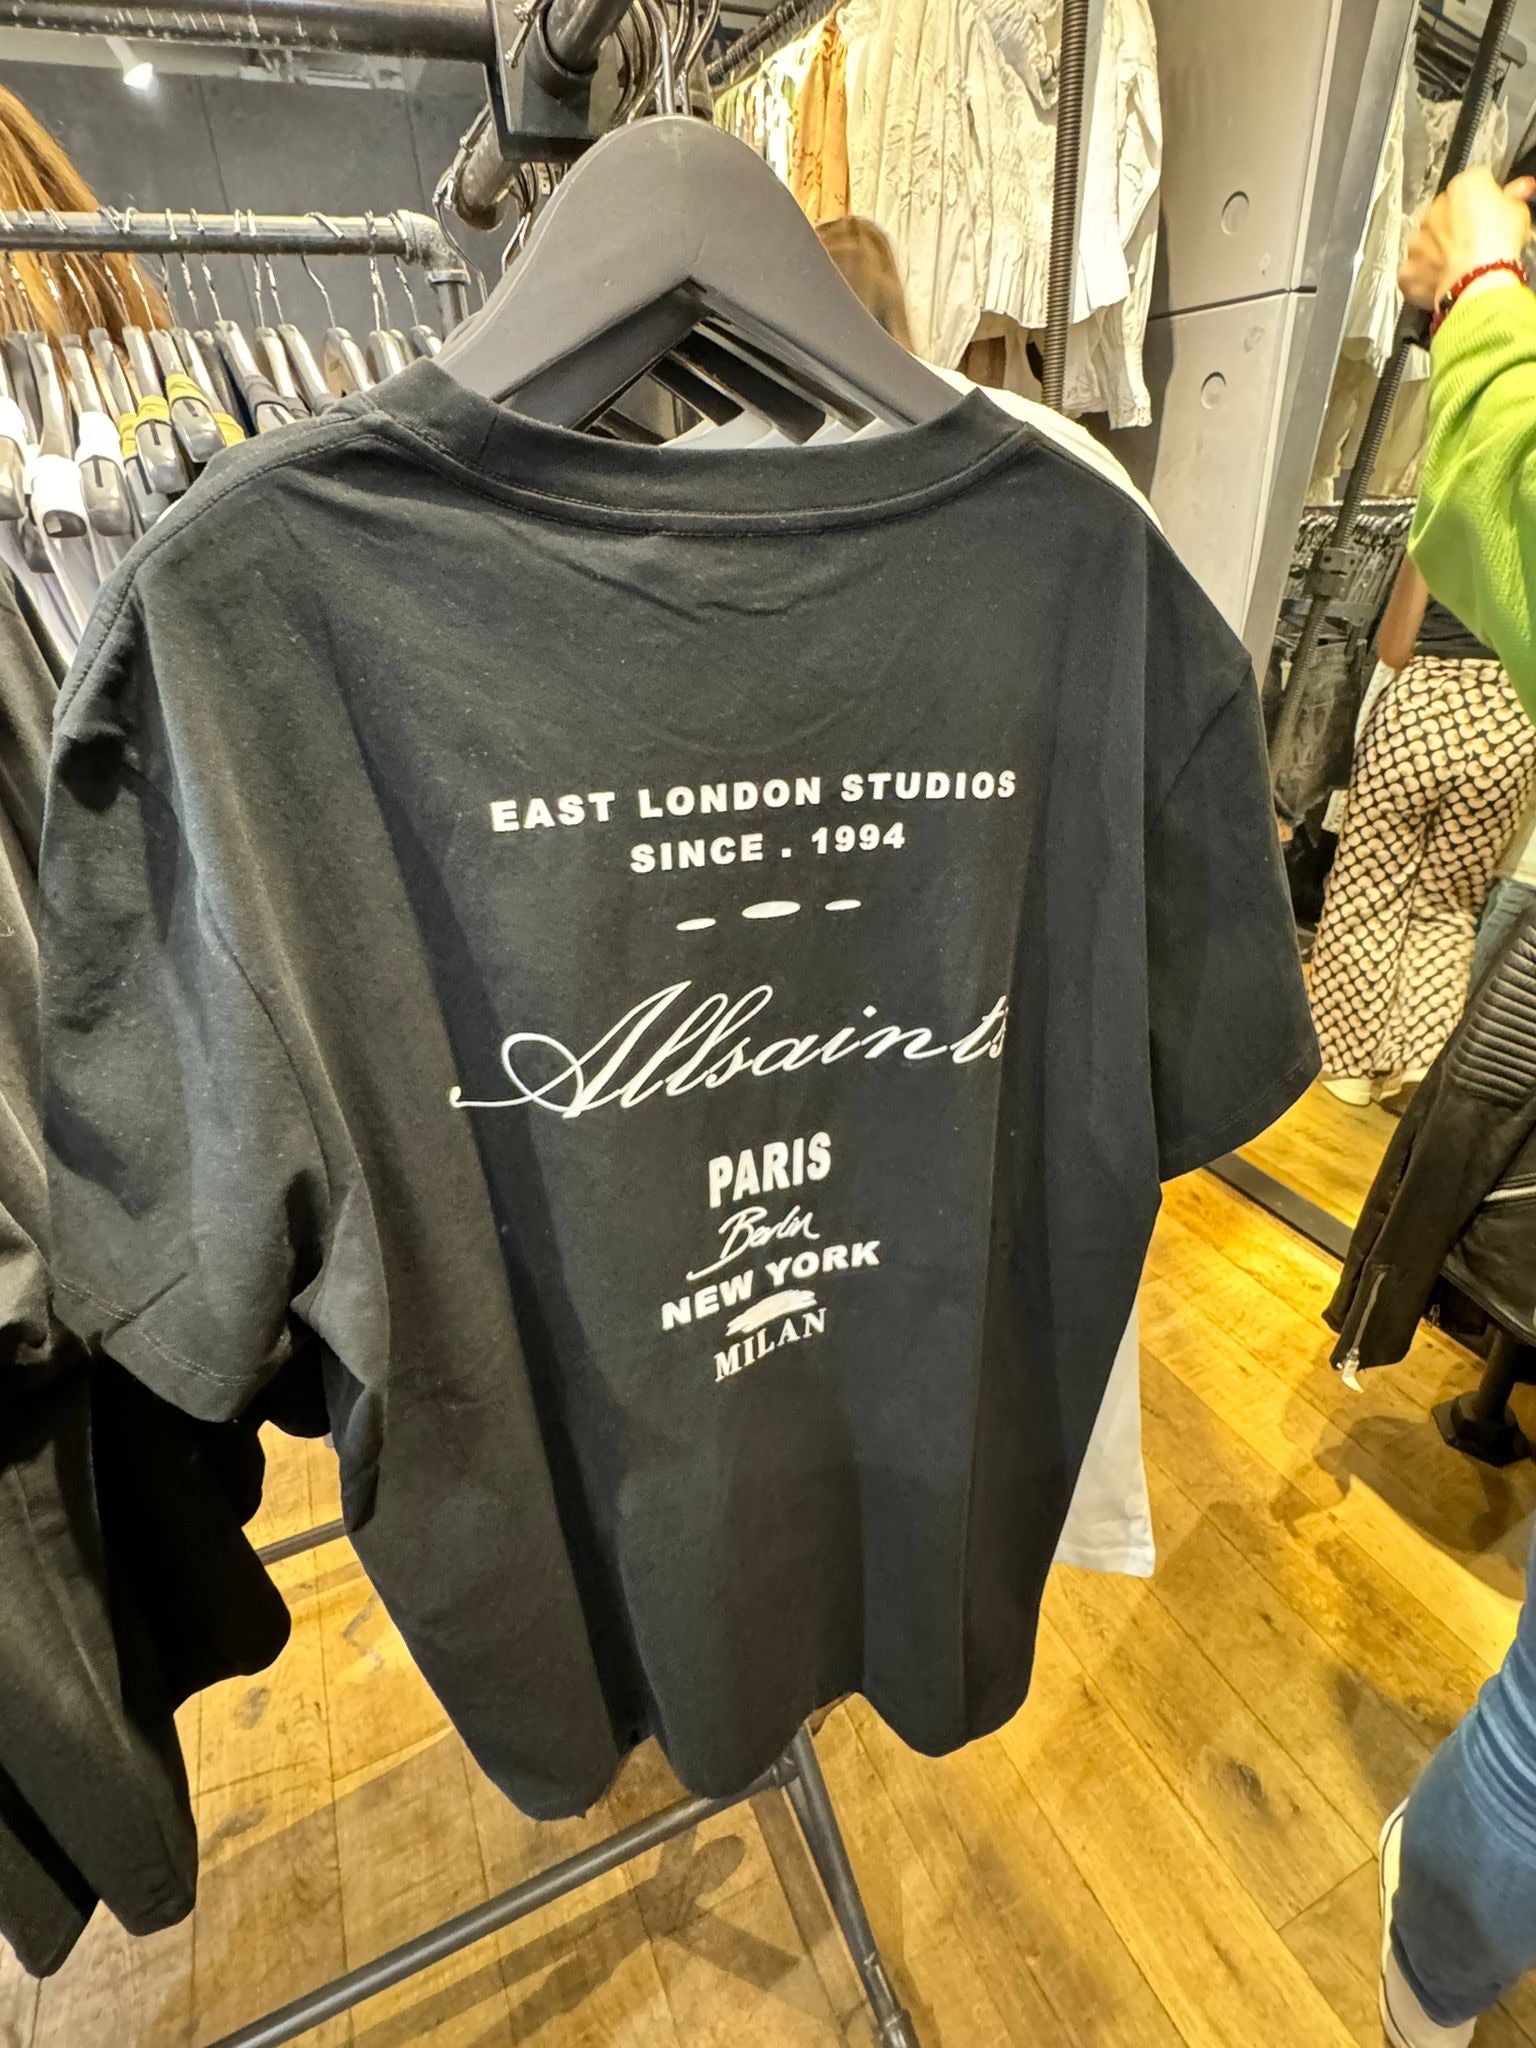 EAST LONDON STUDIOS
SINCE . 1994
Allsaints
PARIS
Berlin
NEW YORK
MILAN